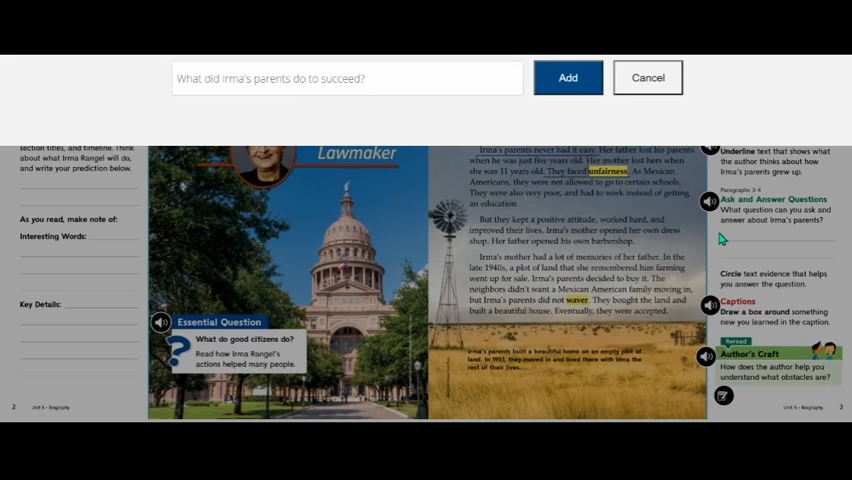 What did Irma's parents do to succeed?
Add
Cancel
section titles, and timeline. Think
about what Irma Rangel will do,
and write your prediction below.
As you read, make note of:
Interesting Words:
Key Details:
2
Unit 5 - Biography
Lawmaker
Essential Question
?
What do good citizens do?
Read how Irma Rangel's
actions helped many people.
Irma's parents never had it easy. Her father lost his parents
when he was just five years old. Her mother lost hers when
she was 11 years old. They faced unfairness. As Mexican
Americans, they were not allowed to go to certain schools.
They were also very poor, and had to work instead of getting
an education.
But they kept a positive attitude, worked hard, and
improved their lives. Irma's mother opened her own dress
shop. Her father opened his own barbershop.
Irma's mother had a lot of memories of her father. In the
late 1940s, a plot of land that she remembered him farming
went up for sale. Irma's parents decided to buy it. The
neighbors didn't want a Mexican American family moving in,
but Irma's parents did not waver. They bought the land and
built a beautiful house. Eventually, they were accepted.
Irma's parents built a beautiful home on an empty plot of
land. In 1953, they moved in and lived there with Irma the
rest of their lives.
Underline text that shows what
the author thinks about how
Irma's parents grew up.
Paragraphs 3-4
Ask and Answer Questions
What question can you ask and
answer about Irma's parents?
Circle text evidence that helps
you answer the question.
Captions
Draw a box around something
new you learned in the caption.
Reread
Author's Craft
How does the author help you
understand what obstacles are?
Unit 5 - Biography
3